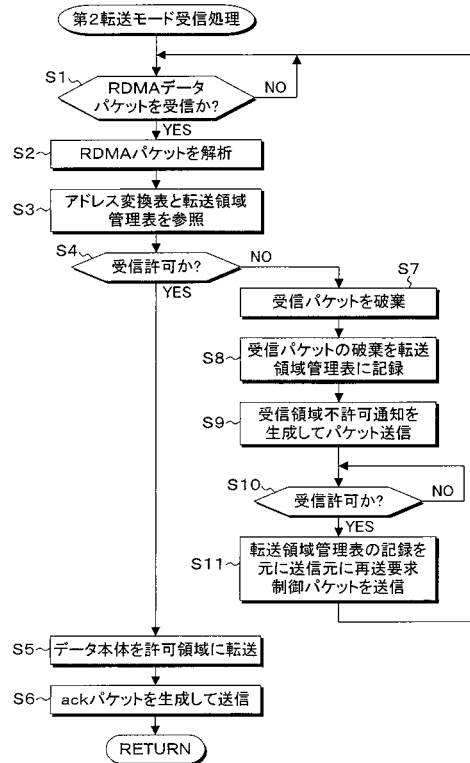 第2転送モード受信処理
S1
RDMAデータ
パケットを受信か?
NO
YES
S2
RDMAパケットを解析
S3
アドレス変換表と転送領域
管理表を参照
S4
受信許可か?
NO
YES
S7
受信パケットを破棄
S8
受信パケットの破棄を転送
領域管理表に記録
S9
受信領域不許可通知を
生成してパケット送信
S10
受信許可か?
NO
YES
S11
転送領域管理表の記録を
元に送信元に再送要求
制御パケットを送信
S5
データ本体を許可領域に転送
S6
ackパケットを生成して送信
RETURN